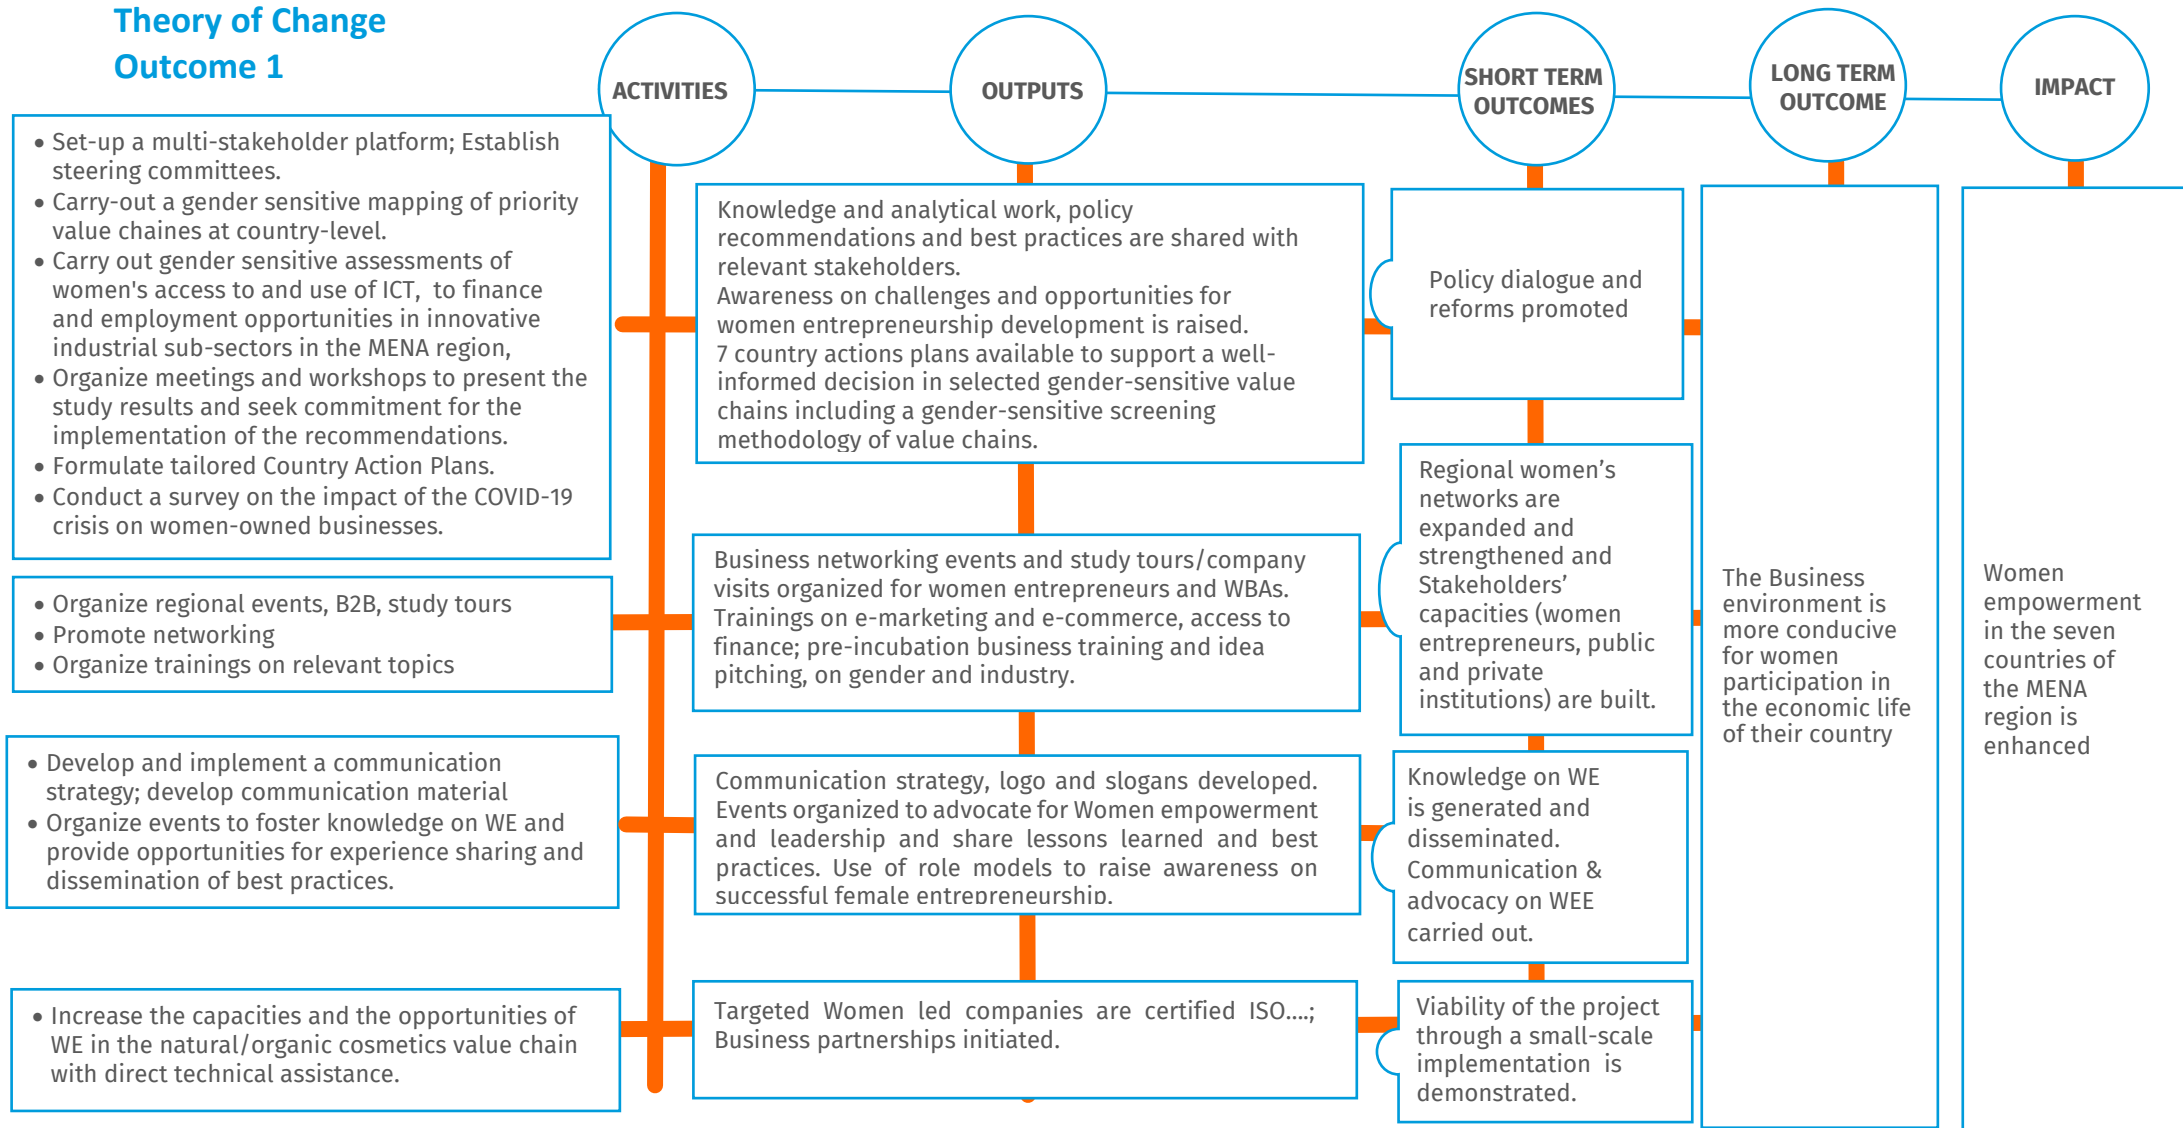 Theory of Change
Outcome 1
ACTIVITIES
OUTPUTS
SHORT TERM
OUTCOMES
LONG TERM
OUTCOME
IMPACT
• Set-up a multi-stakeholder platform; Establish
steering committees.
• Carry-out a gender sensitive mapping of priority
value chaines at country-level.
• Carry out gender sensitive assessments of
women's access to and use of ICT, to finance
and employment opportunities in innovative
industrial sub-sectors in the MENA region,
• Organize meetings and workshops to present the
study results and seek commitment for the
implementation of the recommendations.
• Formulate tailored Country Action Plans.
• Conduct a survey on the impact of the COVID-19
crisis on women-owned businesses.
Knowledge and analytical work, policy
recommendations and best practices are shared with
relevant stakeholders.
Awareness on challenges and opportunities for
women entrepreneurship development is raised.
7 country actions plans available to support a well-
informed decision in selected gender-sensitive value
chains including a gender-sensitive screening
methodology of value chains.
Policy dialogue and
reforms promoted
• Organize regional events, B2B, study tours
• Promote networking
• Organize trainings on relevant topics
Business networking events and study tours/company
visits organized for women entrepreneurs and WBAs.
Trainings on e-marketing and e-commerce, access to
finance; pre-incubation business training and idea
pitching, on gender and industry.
Regional women’s
networks are
expanded and
strengthened and
Stakeholders’
capacities (women
entrepreneurs, public
and private
institutions) are built.
• Develop and implement a communication
strategy; develop communication material
• Organize events to foster knowledge on WE and
provide opportunities for experience sharing and
dissemination of best practices.
Communication strategy, logo and slogans developed.
Events organized to advocate for Women empowerment
and leadership and share lessons learned and best
practices. Use of role models to raise awareness on
successful female entrepreneurship.
Knowledge on WE
is generated and
disseminated.
Communication &
advocacy on WEE
carried out.
• Increase the capacities and the opportunities of
WE in the natural/organic cosmetics value chain
with direct technical assistance.
Targeted Women led companies are certified ISO....;
Business partnerships initiated.
Viability of the project
through a small-scale
implementation is
demonstrated.
The Business
environment is
more conducive
for women
participation in
the economic life
of their country
Women
empowerment
in the seven
countries of
the MENA
region is
enhanced